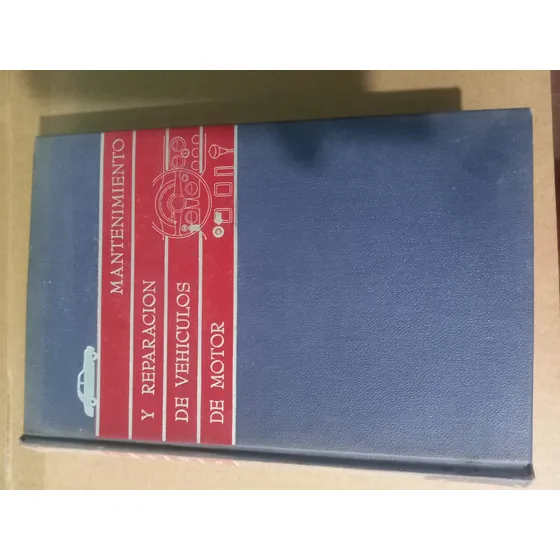 MANTENIMIENTO
Y REPARACION
DE VEHICULOS
DE MOTOR